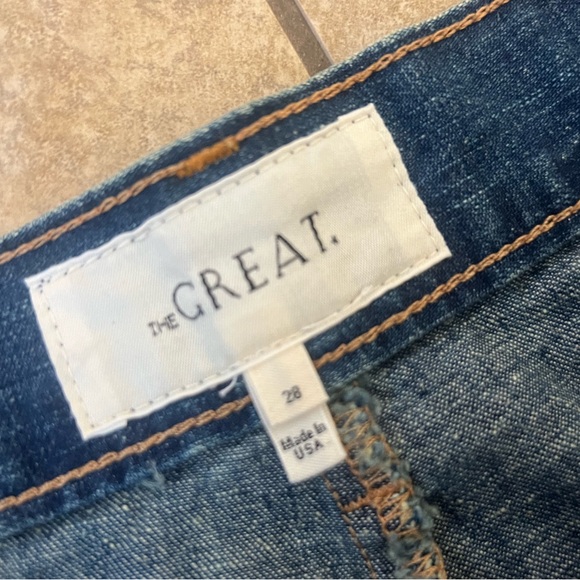 THE GREAT.
28
Made In
USA